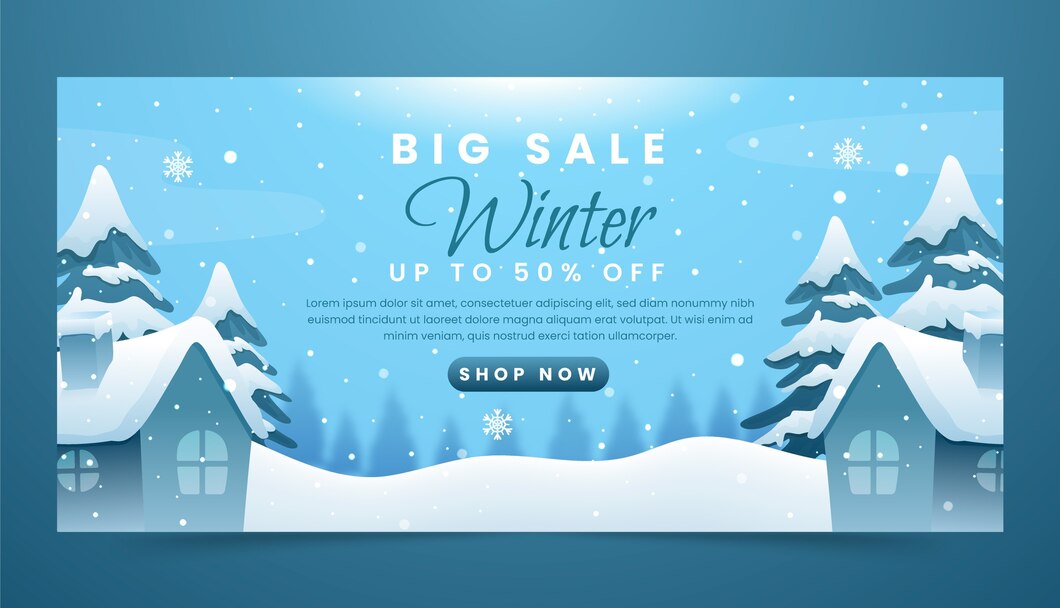 BIG SALE
Winter
UP TO 50% OFF
Lorem ipsum dolor sit amet, consectetuer adipiscing elit, sed diam nonummy nibh
euismod tincidunt ut laoreet dolore magna aliquam erat volutpat. Ut wisi enim ad
minim veniam, quis nostrud exerci tation ullamcorper.
SHOP NOW